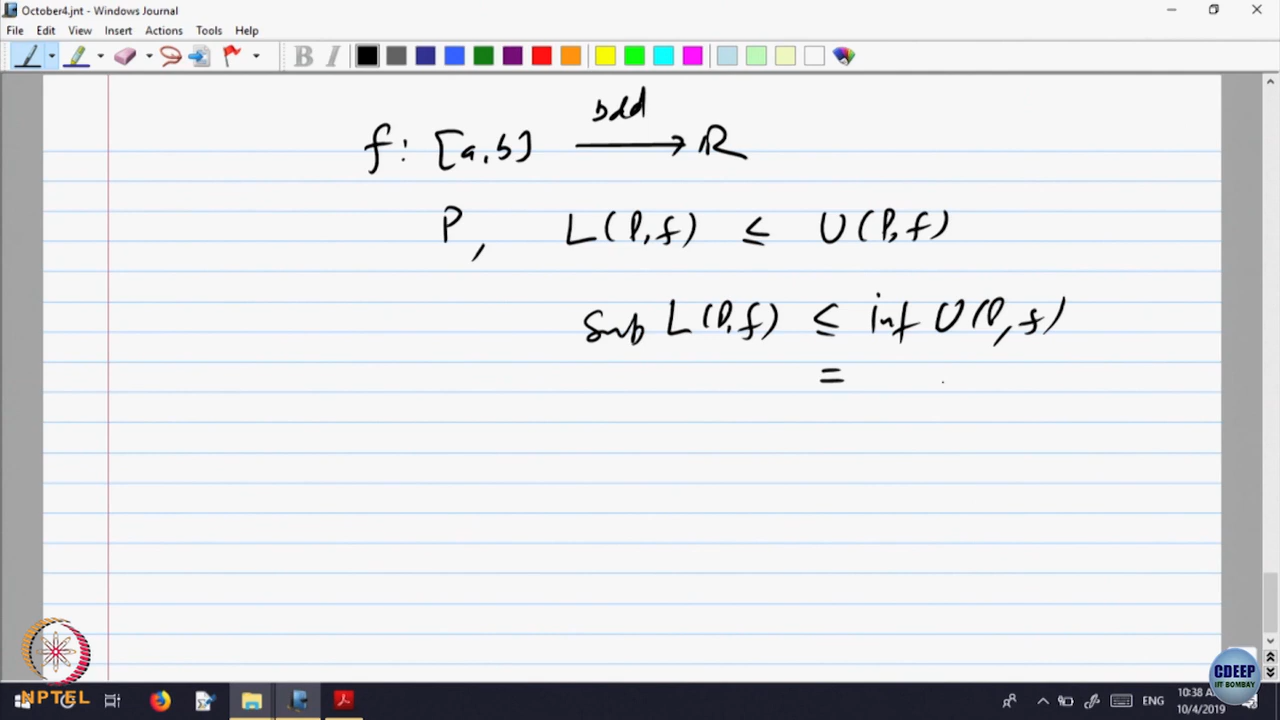 October4.jnt - Windows Journal
File Edit View Insert Actions Tools Help
B I
bdd
f: [a,b] ⟶ ℝ
P, L(P,f) ≤ U(P,f)
Sup L(P,f) ≤ inf U(P,f)
=
NPTEL
CDEEP
IIT BOMBAY
ENG
10:38
10/4/2019